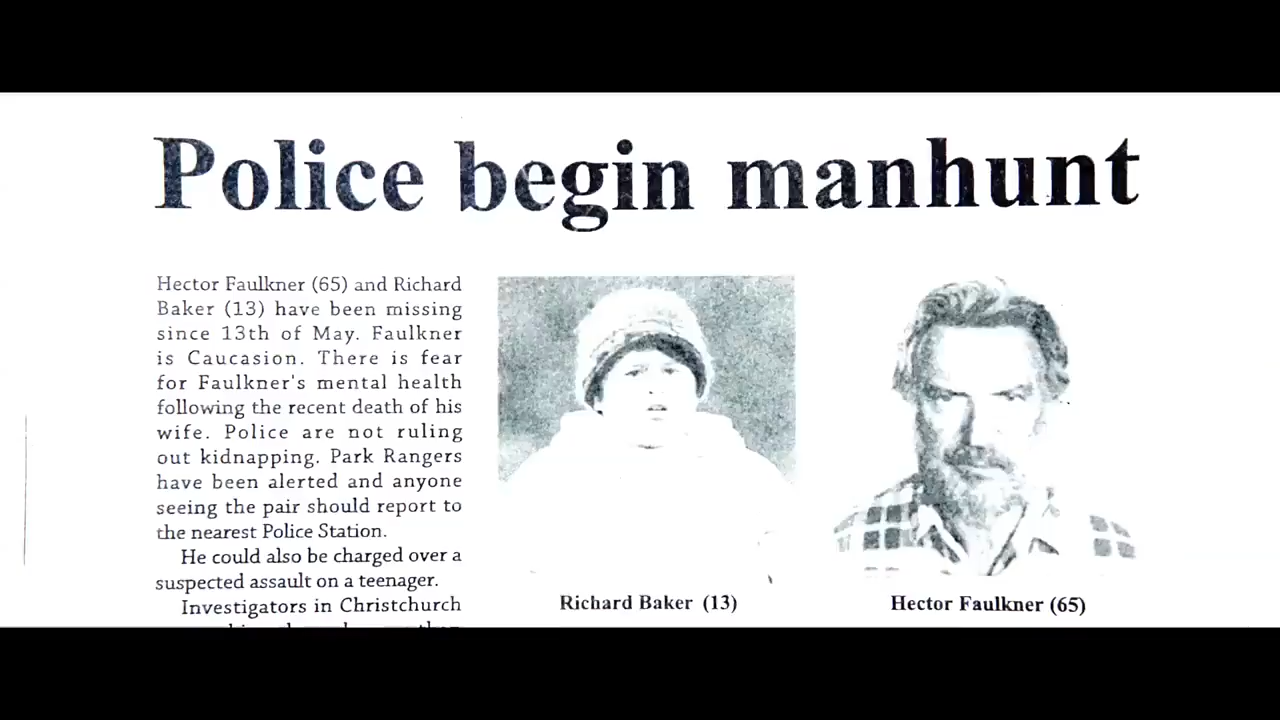 Police begin manhunt
Hector Faulkner (65) and Richard
Baker (13) have been missing
since 13th of May. Faulkner
is Caucasion. There is fear
for Faulkner's mental health
following the recent death of his
wife. Police are not ruling
out kidnapping. Park Rangers
have been alerted and anyone
seeing the pair should report to
the nearest Police Station.
He could also be charged over a
suspected assault on a teenager.
Investigators in Christchurch
Richard Baker (13)
Hector Faulkner (65)